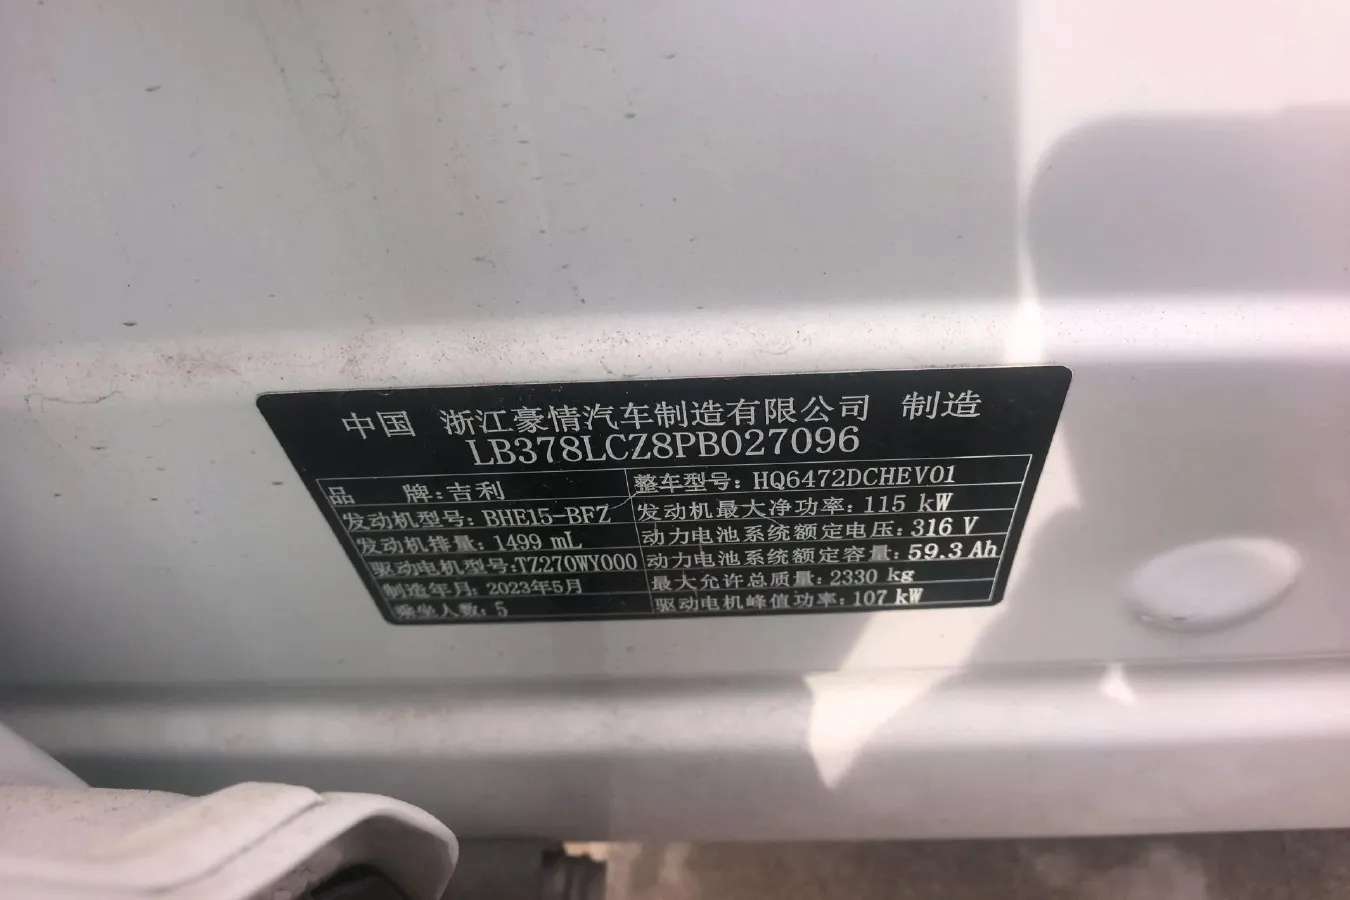 中国 浙江豪情汽车制造有限公司 制造
LB378LCZ8PB027096
品 牌:吉利 整车型号:HQ6472DCHEV01
发动机型号:BHE15-BFZ 发动机最大净功率:115 kW
发动机排量:1499 mL 动力电池系统额定电压:316 V
驱动电机型号:TZ270WY000 动力电池系统额定容量:59.3 Ah
制造年月:2023年5月 最大允许总质量:2330 kg
乘坐人数:5 驱动电机峰值功率:107 kW